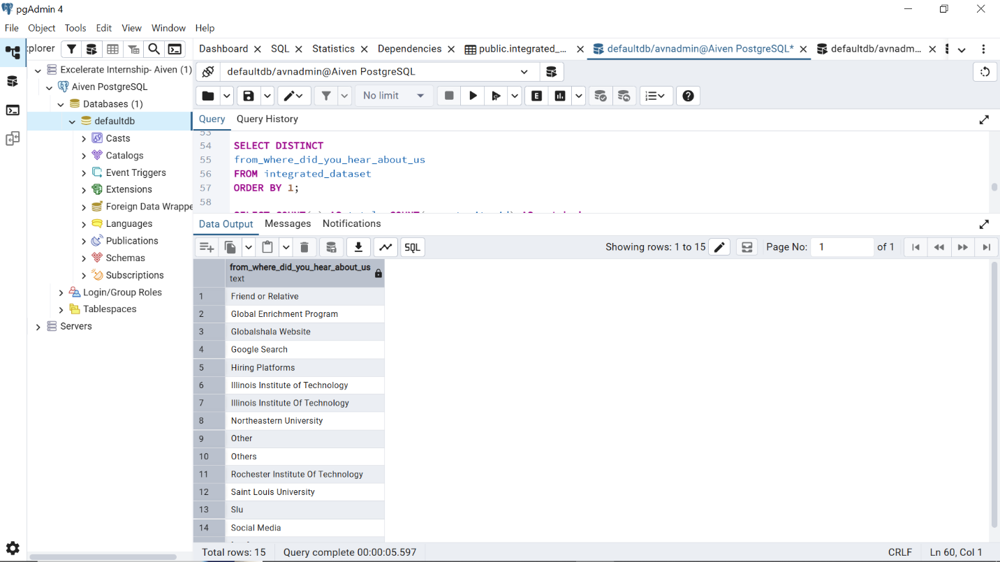 pgAdmin 4
File Object Tools Edit View Window Help
plorer
Dashboard SQL Statistics Dependencies public.integrated_... defaultdb/avnadmin@Aiven PostgreSQL* defaultdb/avnadm...
Excelerate Internship- Aiven (1)
Aiven PostgreSQL
Databases (1)
defaultdb
Casts
Catalogs
Event Triggers
Extensions
Foreign Data Wrappe
Languages
Publications
Schemas
Subscriptions
Login/Group Roles
Tablespaces
Servers
defaultdb/avnadmin@Aiven PostgreSQL
No limit E
Query Query History
53
54 SELECT DISTINCT
55 from_where_did_you_hear_about_us
56 FROM integrated_dataset
57 ORDER BY 1;
58
Data Output Messages Notifications
SQL Showing rows: 1 to 15 Page No: 1 of 1
from_where_did_you_hear_about_us
text
1 Friend or Relative
2 Global Enrichment Program
3 Globalshala Website
4 Google Search
5 Hiring Platforms
6 Illinois Institute of Technology
7 Illinois Institute Of Technology
8 Northeastern University
9 Other
10 Others
11 Rochester Institute Of Technology
12 Saint Louis University
13 Slu
14 Social Media
Total rows: 15 Query complete 00:00:05.597 CRLF Ln 60, Col 1